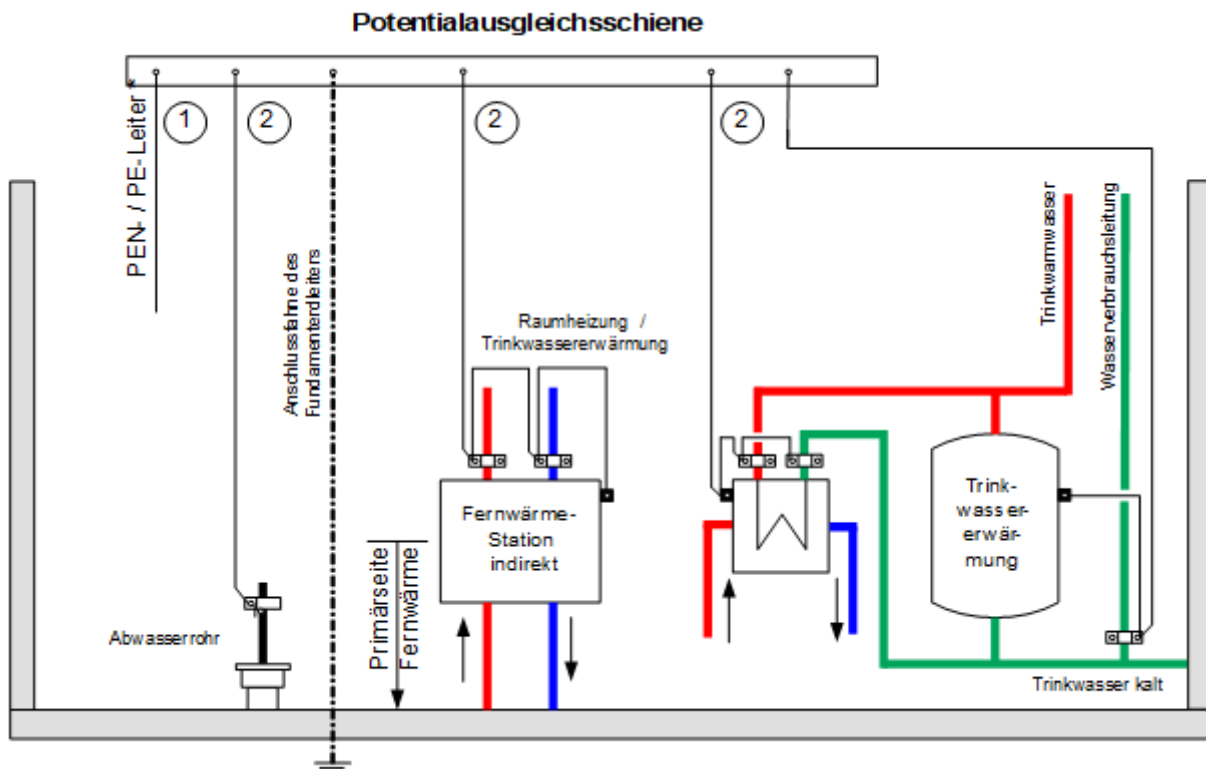 Potentialausgleichsschiene
1
2
2
2
PEN- / PE- Leiter *
Anschlussfahne des
Fundamenterdleiters
Raumheizung /
Trinkwassererwärmung
Trinkwarmwasser
Wasserverbrauchsleitung
Fernwärme-
Station
indirekt
Trink-
wasser-
erwär-
mung
Primärseite
Fernwärme
Abwasserrohr
Trinkwasser kalt